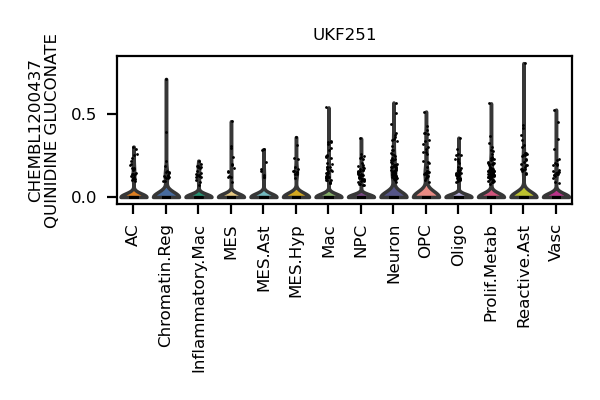 UKF251
CHEMBL1200437
QUINIDINE GLUCONATE
0.5
0.0
AC
Chromatin.Reg
Inflammatory.Mac
MES
MES.Ast
MES.Hyp
Mac
NPC
Neuron
OPC
Oligo
Prolif.Metab
Reactive.Ast
Vasc